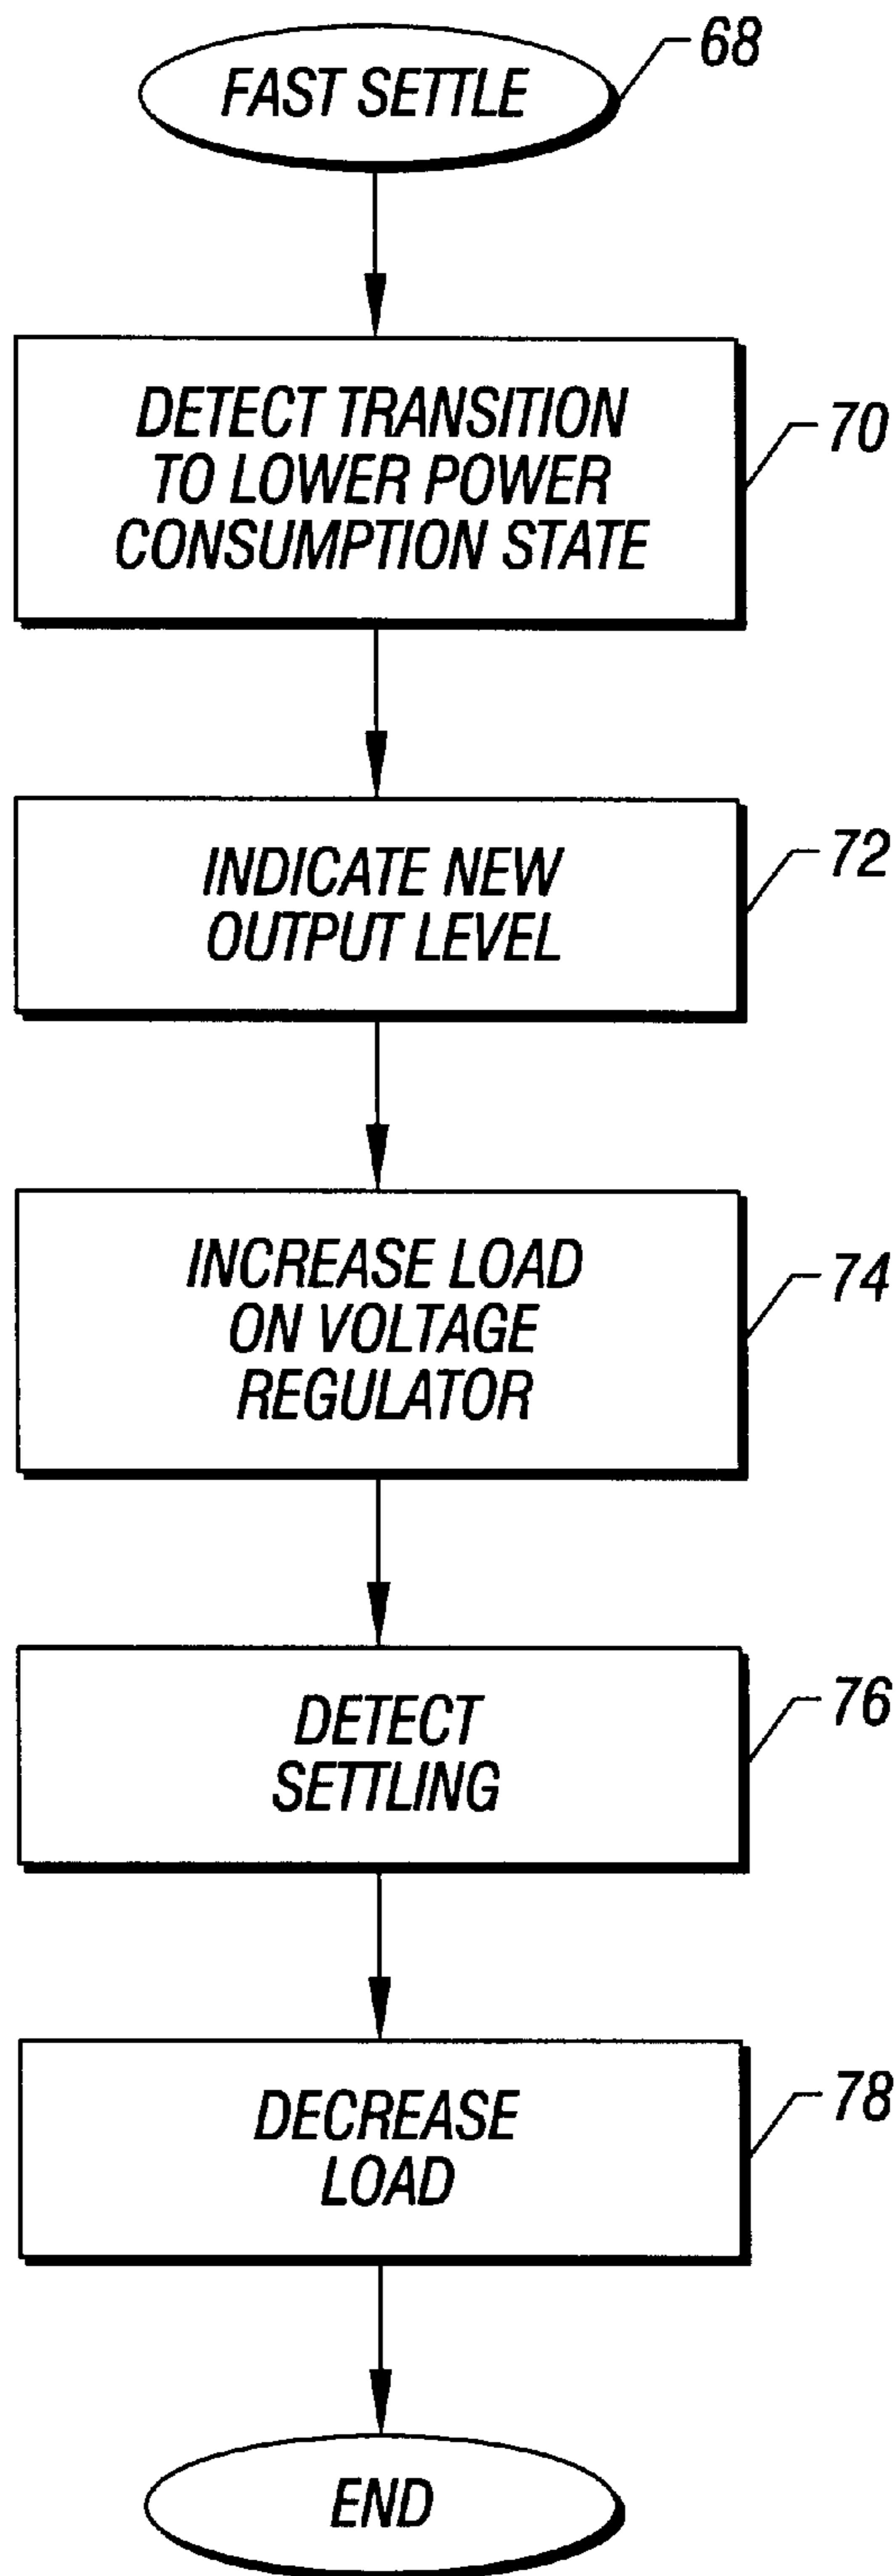 FAST SETTLE
68
DETECT TRANSITION
TO LOWER POWER
CONSUMPTION STATE
70
INDICATE NEW
OUTPUT LEVEL
72
INCREASE LOAD
ON VOLTAGE
REGULATOR
74
DETECT
SETTLING
76
DECREASE
LOAD
78
END